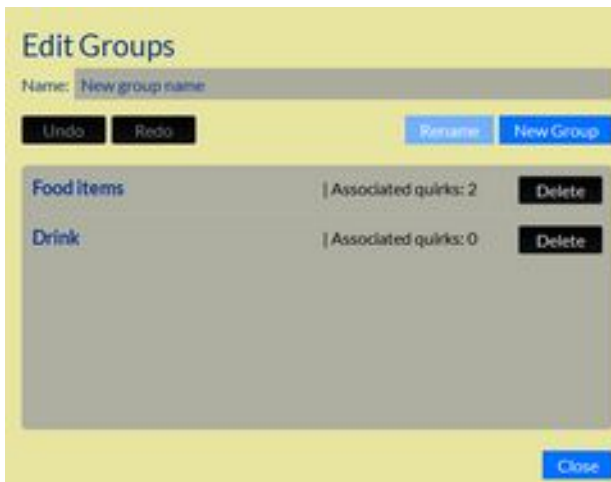 Edit Groups
Name: New group name
Undo Redo Rename New Group
Food items | Associated quirks: 2 Delete
Drink | Associated quirks: 0 Delete
Close